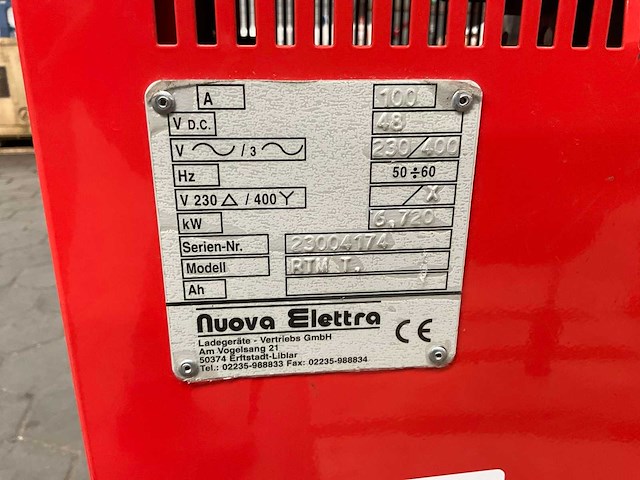 A 100
V D.C. 48
V / 3 230/400
Hz 50÷60
V 230 △ / 400 Y /X
kW 6,720
Serien-Nr. 23004174
Modell RTM T.
Ah
Nuova Elettra
Ladegeräte - Vertriebs GmbH
Am Vogelsang 21
50374 Erftstadt-Liblar
Tel.: 02235-988833 Fax: 02235-988834
CE